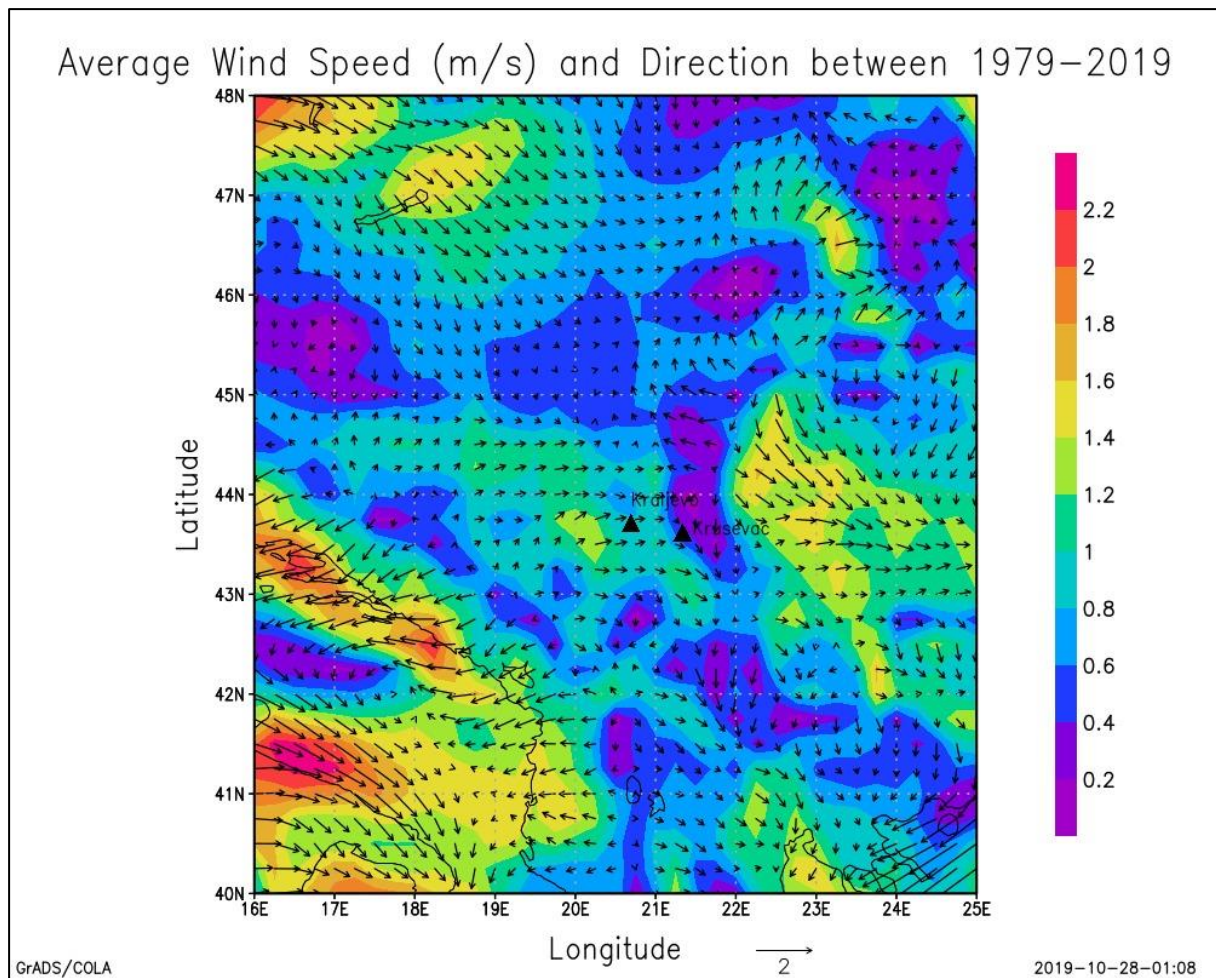 Average Wind Speed (m/s) and Direction between 1979-2019
48N
47N
46N
45N
44N
43N
42N
41N
40N
Latitude
Kraljevo
Krusevac
16E 17E 18E 19E 20E 21E 22E 23E 24E 25E
Longitude
2
2.2
2
1.8
1.6
1.4
1.2
1
0.8
0.6
0.4
0.2
GrADS/COLA
2019-10-28-01:08